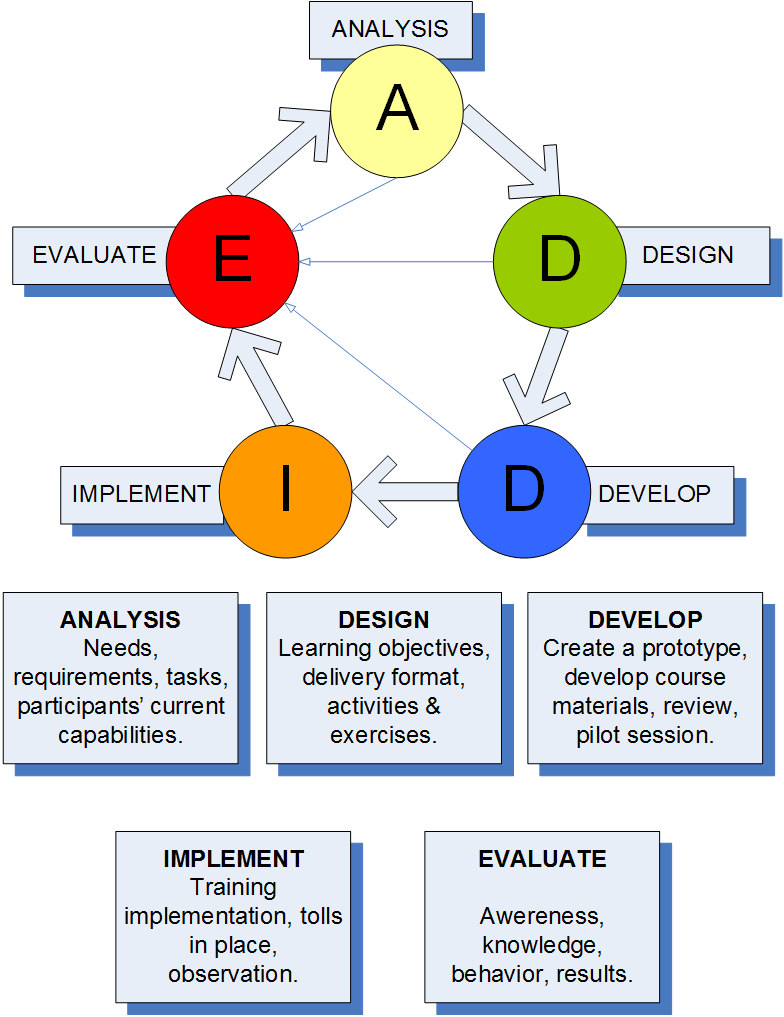 ANALYSIS
A
EVALUATE
E
D
DESIGN
IMPLEMENT
I
D
DEVELOP
ANALYSIS
Needs,
requirements, tasks,
participants’ current
capabilities.
DESIGN
Learning objectives,
delivery format,
activities &
exercises.
DEVELOP
Create a prototype,
develop course
materials, review,
pilot session.
IMPLEMENT
Training
implementation, tolls
in place,
observation.
EVALUATE
Awereness,
knowledge,
behavior, results.